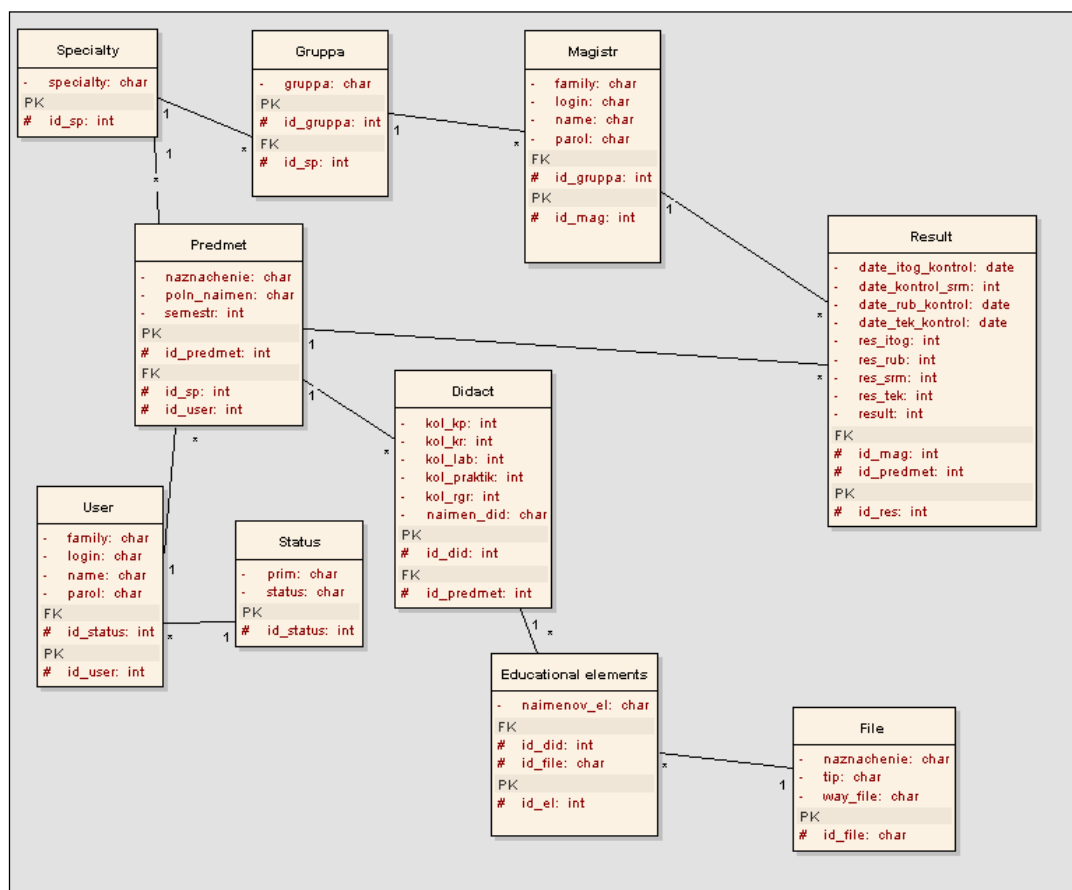 Specialty
- specialty: char
PK
# id_sp: int
Gruppa
- gruppa: char
PK
# id_gruppa: int
FK
# id_sp: int
Magistr
- family: char
- login: char
- name: char
- parol: char
FK
# id_gruppa: int
PK
# id_mag: int
1
*
1
*
1
*
1
*
Predmet
- naznachenie: char
- poln_naimen: char
- semestr: int
PK
# id_predmet: int
FK
# id_sp: int
# id_user: int
Result
- date_itog_kontrol: date
- date_kontrol_srm: int
- date_rub_kontrol: date
- date_tek_kontrol: date
- res_itog: int
- res_rub: int
- res_srm: int
- res_tek: int
- result: int
FK
# id_mag: int
# id_predmet: int
PK
# id_res: int
1
*
1
*
Didact
- kol_kp: int
- kol_kr: int
- kol_lab: int
- kol_praktik: int
- kol_rgr: int
- naimen_did: char
PK
# id_did: int
FK
# id_predmet: int
*
1
User
- family: char
- login: char
- name: char
- parol: char
FK
# id_status: int
PK
# id_user: int
*
1
Status
- prim: char
- status: char
PK
# id_status: int
1
*
Educational elements
- naimenov_el: char
FK
# id_did: int
# id_file: char
PK
# id_el: int
*
1
File
- naznachenie: char
- tip: char
- way_file: char
PK
# id_file: char